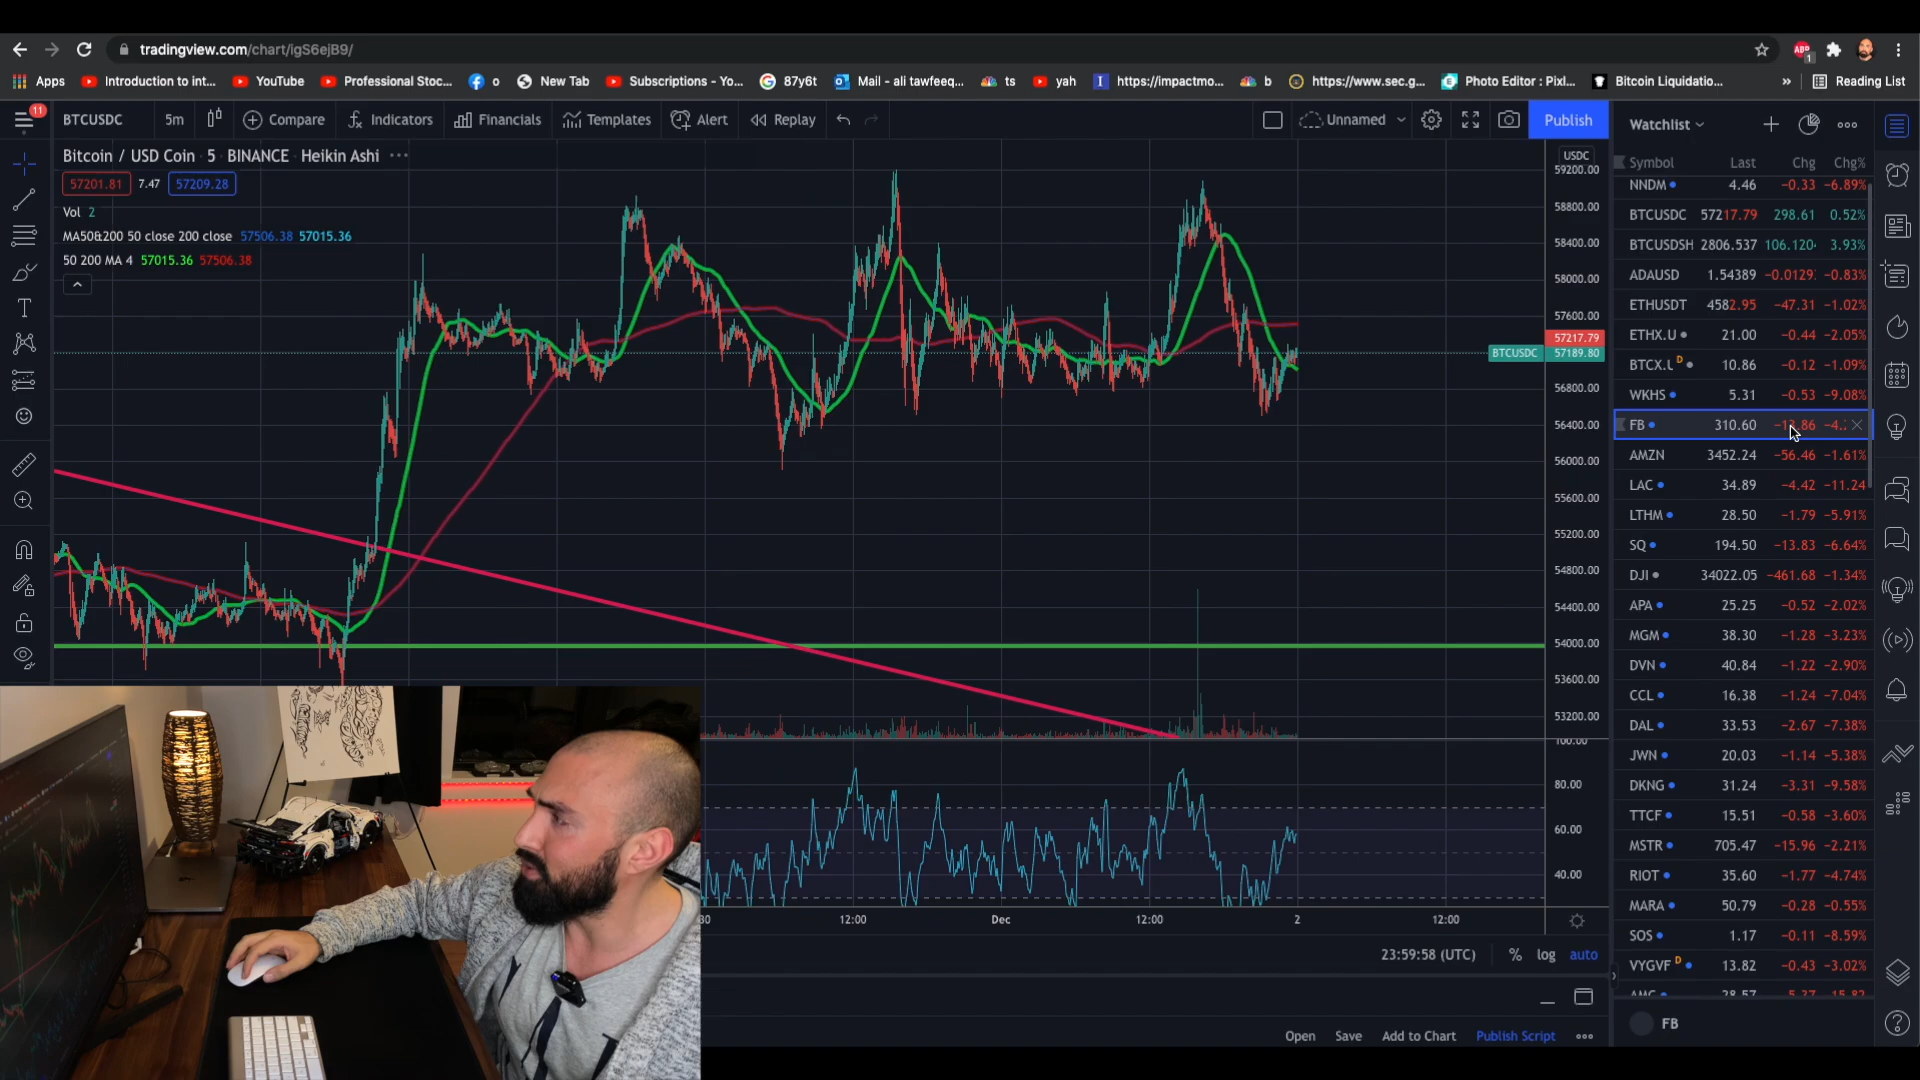 tradingview.com/chart/igS6ejB9/
Apps Introduction to int... YouTube Professional Stoc... o New Tab Subscriptions - Yo... 87y6t Mail - ali tawfeeq... ts yah https://impactmo... b https://www.sec.g... Photo Editor : Pixl... Bitcoin Liquidatio... » Reading List
11 BTCUSDC 5m Compare Indicators Financials Templates Alert Replay Unnamed Publish
Bitcoin / USD Coin · 5 · BINANCE · Heikin Ashi ···
57201.81 7.47 57209.28
Vol 2
MA50&200 50 close 200 close 57506.38 57015.36
50 200 MA 4 57015.36 57506.38
USDC
59200.00
58800.00
58400.00
58000.00
57600.00
57217.79
BTCUSDC 57189.80
56800.00
56400.00
56000.00
55600.00
55200.00
54800.00
54400.00
54000.00
53600.00
53200.00
100.00
80.00
60.00
40.00
30 12:00 Dec 12:00 2 12:00
23:59:58 (UTC) % log auto
Open Save Add to Chart Publish Script ···
Watchlist
Symbol Last Chg Chg%
NNDM 4.46 −0.33 −6.89%
BTCUSDC 57217.79 298.61 0.52%
BTCUSDSH 2806.537 106.120 3.93%
ADAUSD 1.54389 −0.0129 −0.83%
ETHUSDT 4582.95 −47.31 −1.02%
ETHX.U 21.00 −0.44 −2.05%
BTCX.U D 10.86 −0.12 −1.09%
WKHS 5.31 −0.53 −9.08%
FB 310.60 −13.86 −4.
AMZN 3452.24 −56.46 −1.61%
LAC 34.89 −4.42 −11.24
LTHM 28.50 −1.79 −5.91%
SQ 194.50 −13.83 −6.64%
DJI 34022.05 −461.68 −1.34%
APA 25.25 −0.52 −2.02%
MGM 38.30 −1.28 −3.23%
DVN 40.84 −1.22 −2.90%
CCL 16.38 −1.24 −7.04%
DAL 33.53 −2.67 −7.38%
JWN 20.03 −1.14 −5.38%
DKNG 31.24 −3.31 −9.58%
TTCF 15.51 −0.58 −3.60%
MSTR 705.47 −15.96 −2.21%
RIOT 35.60 −1.77 −4.74%
MARA 50.79 −0.28 −0.55%
SOS 1.17 −0.11 −8.59%
VYGVF D 13.82 −0.43 −3.02%
AMC 28.57 −5.37 −15.82
FB